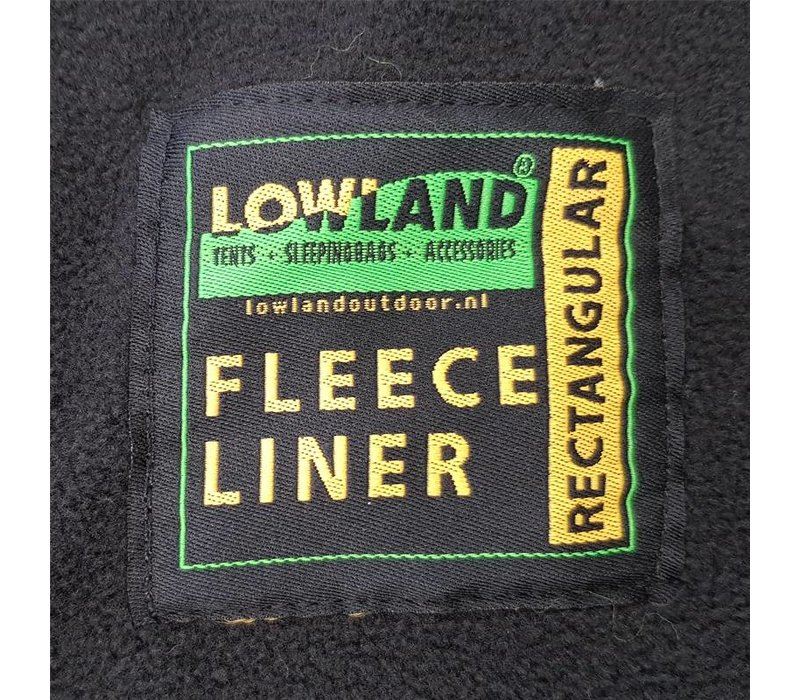 LOWLAND®
TENTS + SLEEPINGBAGS + ACCESSORIES
lowlandoutdoor.nl
FLEECE
LINER
RECTANGULAR